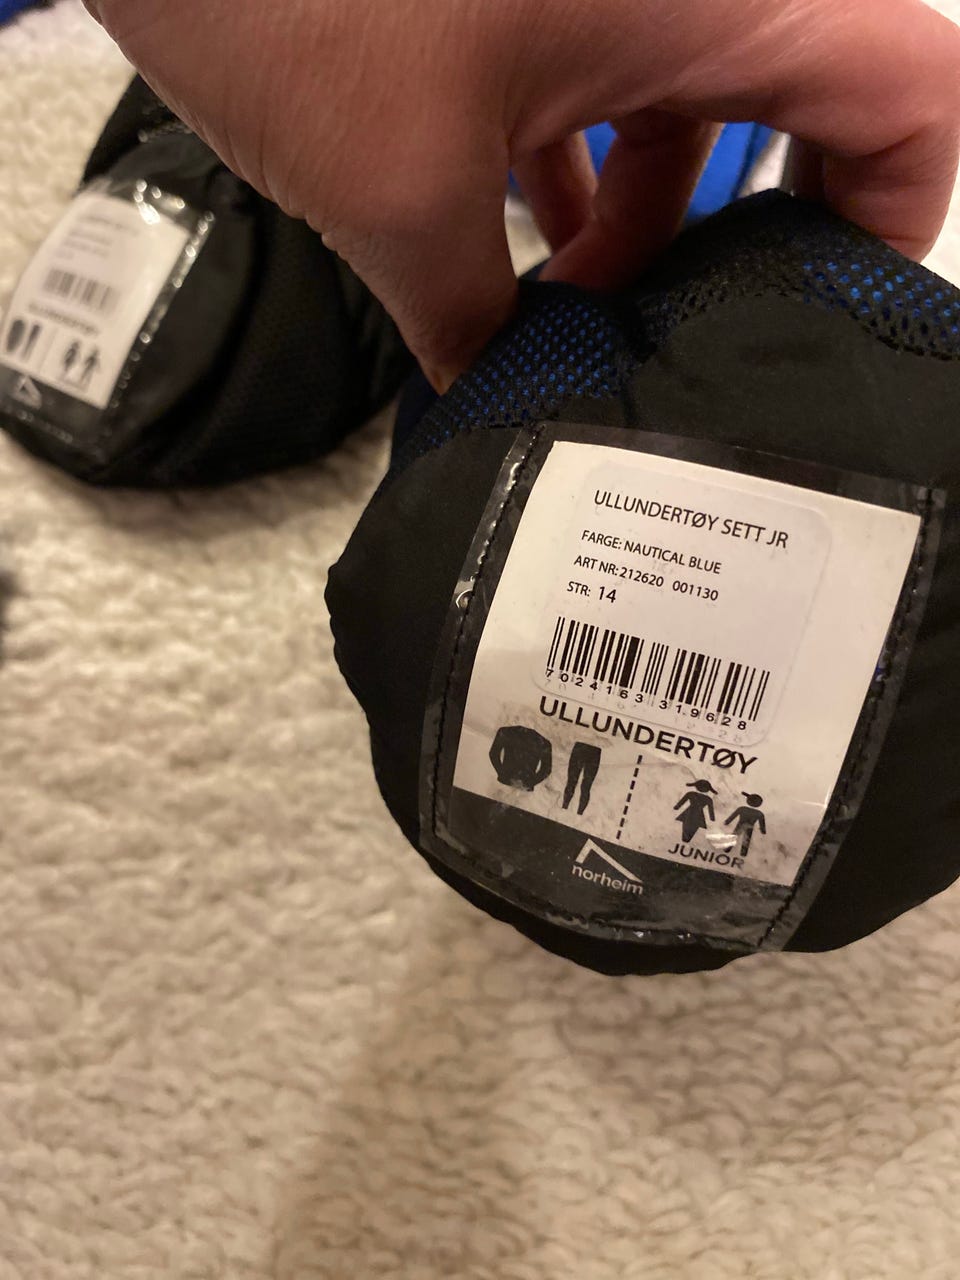 ULLUNDERTØY SETT JR
FARGE: NAUTICAL BLUE
ART NR: 212620 001130
STR: 14
7024163319628
ULLUNDERTØY
JUNIOR
norheim